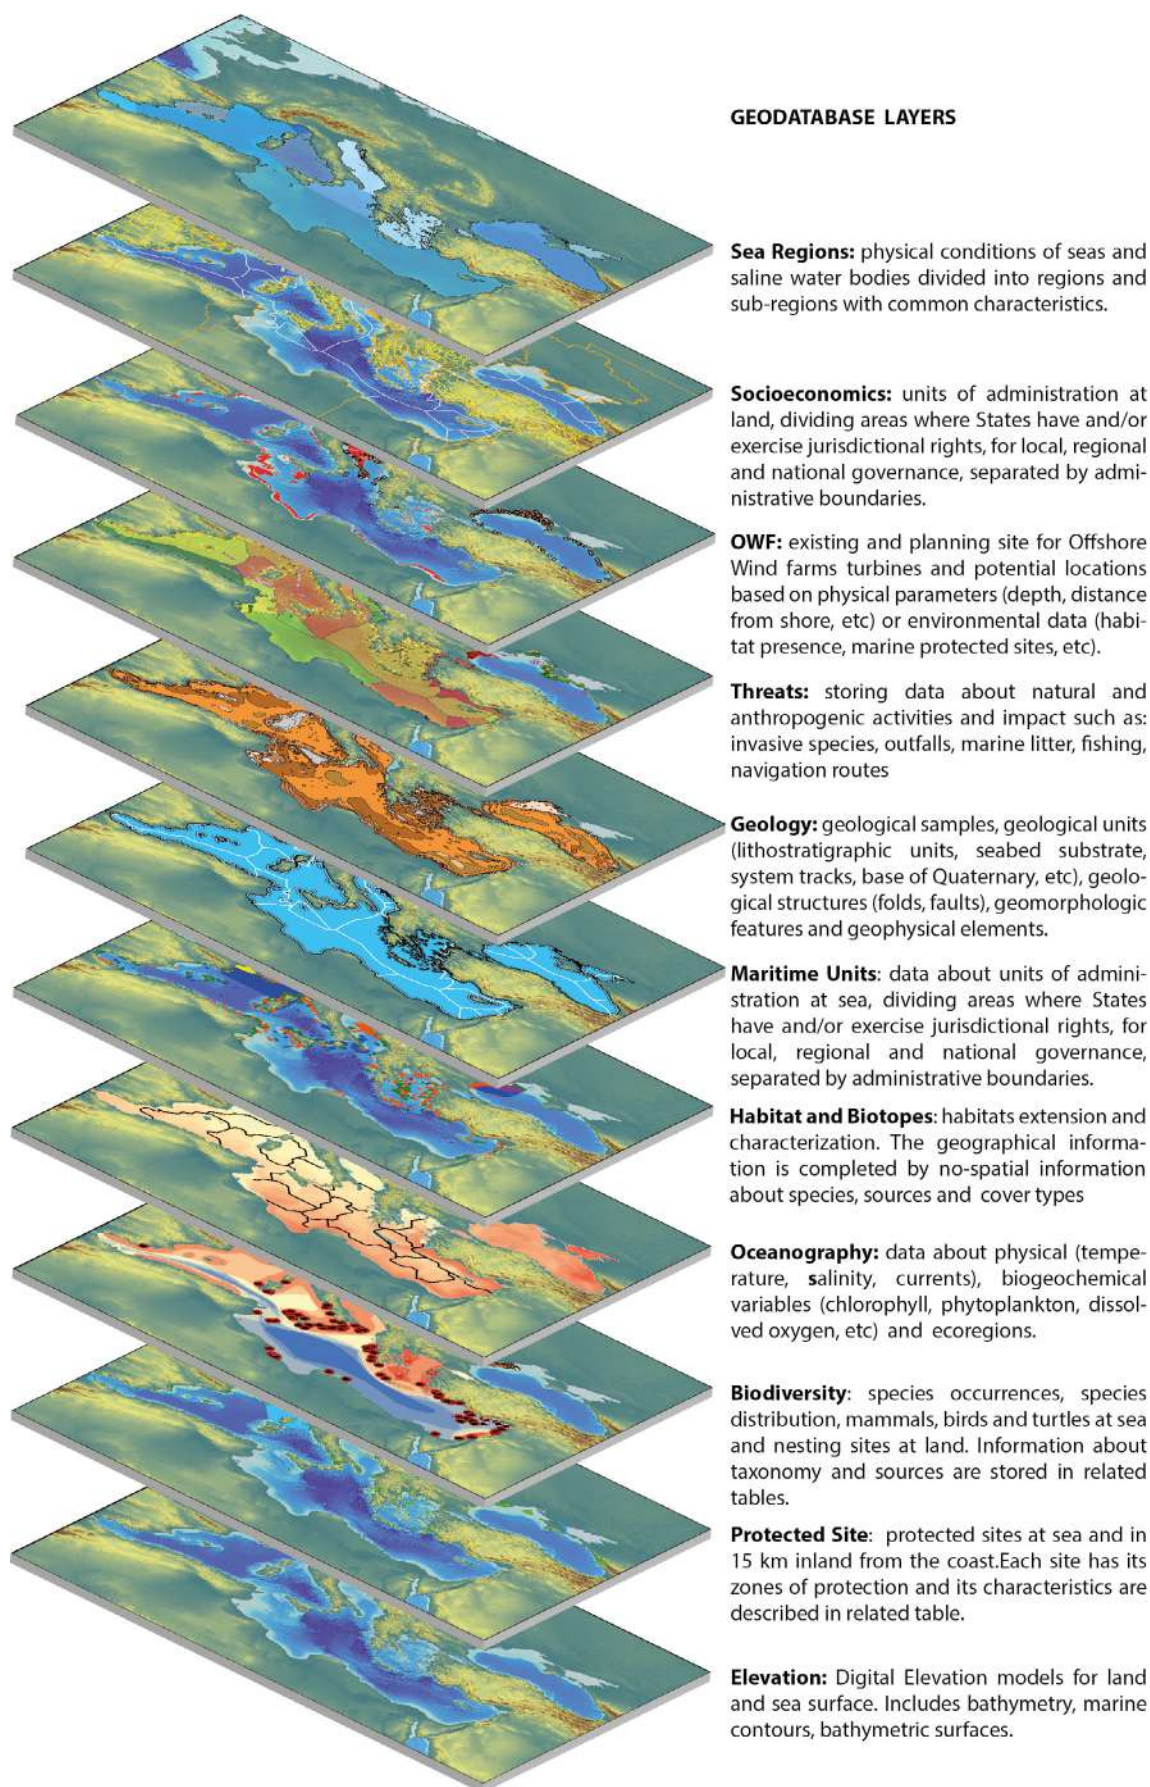 GEODATABASE LAYERS
Sea Regions: physical conditions of seas and
saline water bodies divided into regions and
sub-regions with common characteristics.
Socioeconomics: units of administration at
land, dividing areas where States have and/or
exercise jurisdictional rights, for local, regional
and national governance, separated by admi-
nistrative boundaries.
OWF: existing and planning site for Offshore
Wind farms turbines and potential locations
based on physical parameters (depth, distance
from shore, etc) or environmental data (habi-
tat presence, marine protected sites, etc).
Threats: storing data about natural and
anthropogenic activities and impact such as:
invasive species, outfalls, marine litter, fishing,
navigation routes
Geology: geological samples, geological units
(lithostratigraphic units, seabed substrate,
system tracks, base of Quaternary, etc), geolo-
gical structures (folds, faults), geomorphologic
features and geophysical elements.
Maritime Units: data about units of admini-
stration at sea, dividing areas where States
have and/or exercise jurisdictional rights, for
local, regional and national governance,
separated by administrative boundaries.
Habitat and Biotopes: habitats extension and
characterization. The geographical informa-
tion is completed by no-spatial information
about species, sources and cover types
Oceanography: data about physical (tempe-
rature, salinity, currents), biogeochemical
variables (chlorophyll, phytoplankton, dissol-
ved oxygen, etc) and ecoregions.
Biodiversity: species occurrences, species
distribution, mammals, birds and turtles at sea
and nesting sites at land. Information about
taxonomy and sources are stored in related
tables.
Protected Site: protected sites at sea and in
15 km inland from the coast.Each site has its
zones of protection and its characteristics are
described in related table.
Elevation: Digital Elevation models for land
and sea surface. Includes bathymetry, marine
contours, bathymetric surfaces.